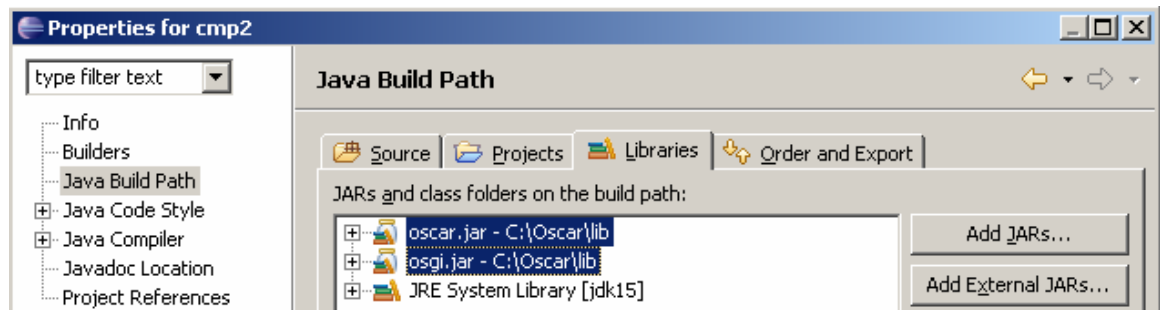 Properties for cmp2
type filter text
Java Build Path
Info
Builders
Java Build Path
Java Code Style
Java Compiler
Javadoc Location
Project References
Source Projects Libraries Order and Export
JARs and class folders on the build path:
oscar.jar - C:\Oscar\lib
osgi.jar - C:\Oscar\lib
JRE System Library [jdk15]
Add JARs...
Add External JARs...